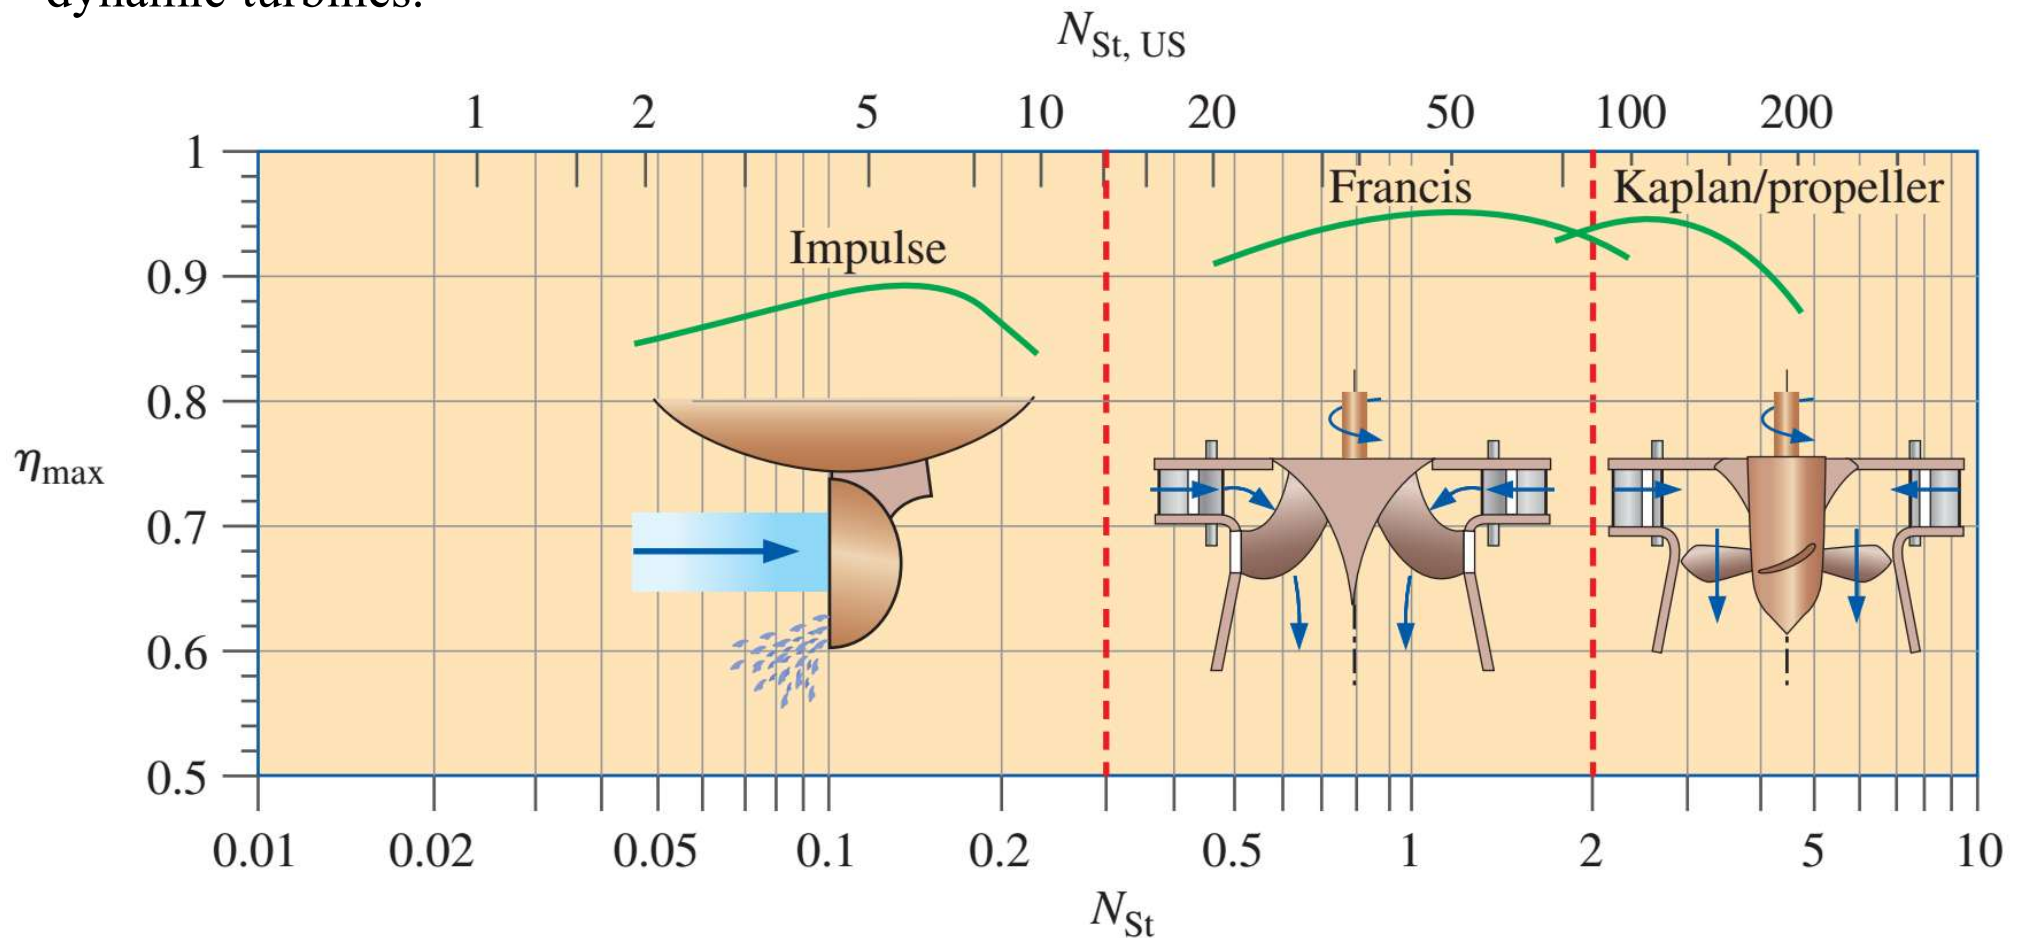 dynamic turbines.
N_St, US
1 2 5 10 20 50 100 200
Impulse
Francis
Kaplan/propeller
1
0.9
0.8
0.7
0.6
0.5
η_max
0.01 0.02 0.05 0.1 0.2 0.5 1 2 5 10
N_St